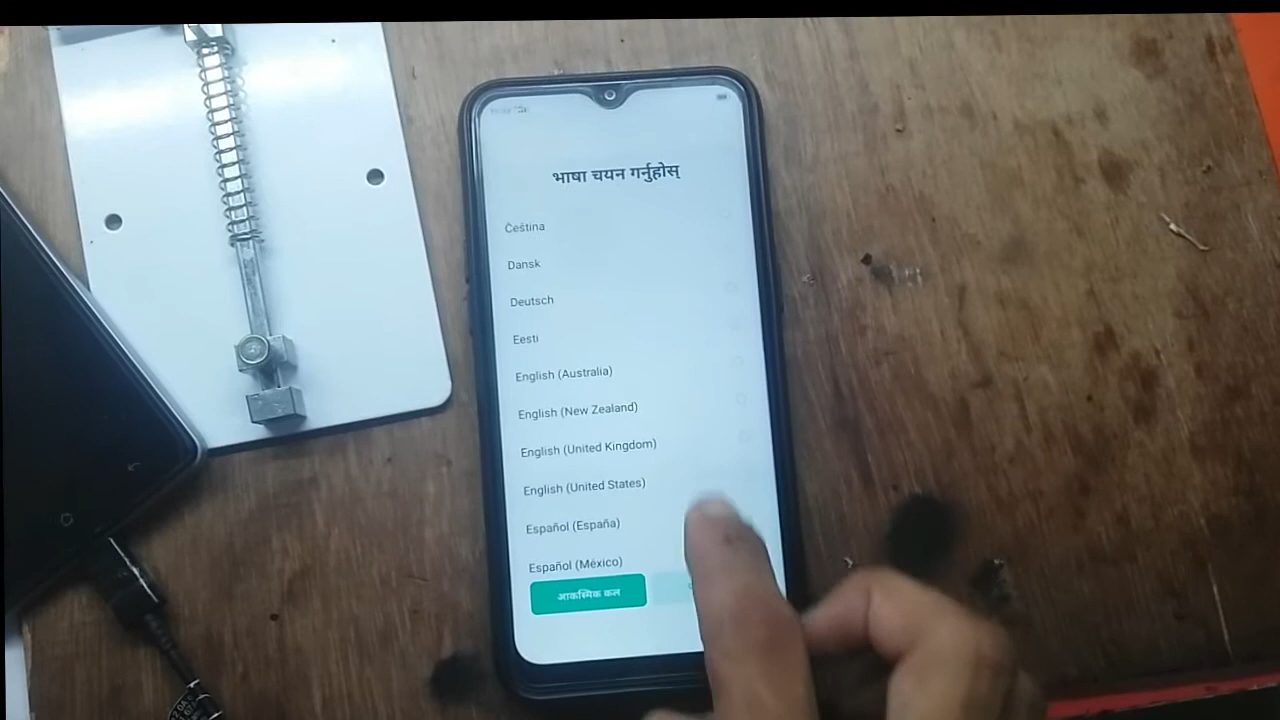 भाषा चयन गर्नुहोस्
Čeština
Dansk
Deutsch
Eesti
English (Australia)
English (New Zealand)
English (United Kingdom)
English (United States)
Español (España)
Español (México)
आकस्मिक कल